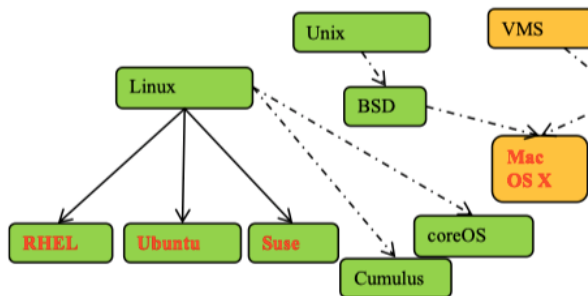 Unix
VMS
Linux
BSD
Mac
OS X
RHEL
Ubuntu
Suse
coreOS
Cumulus